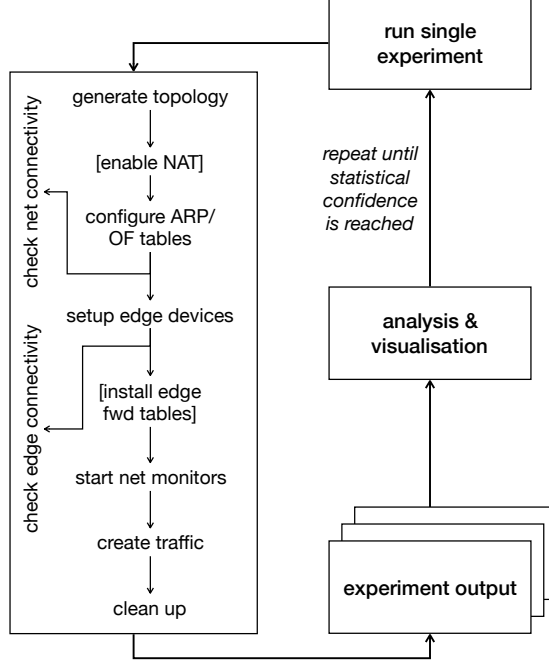 run single
experiment
generate topology
[enable NAT]
configure ARP/
OF tables
check net connectivity
setup edge devices
[install edge
fwd tables]
check edge connectivity
start net monitors
create traffic
clean up
repeat until
statistical
confidence
is reached
analysis &
visualisation
experiment output